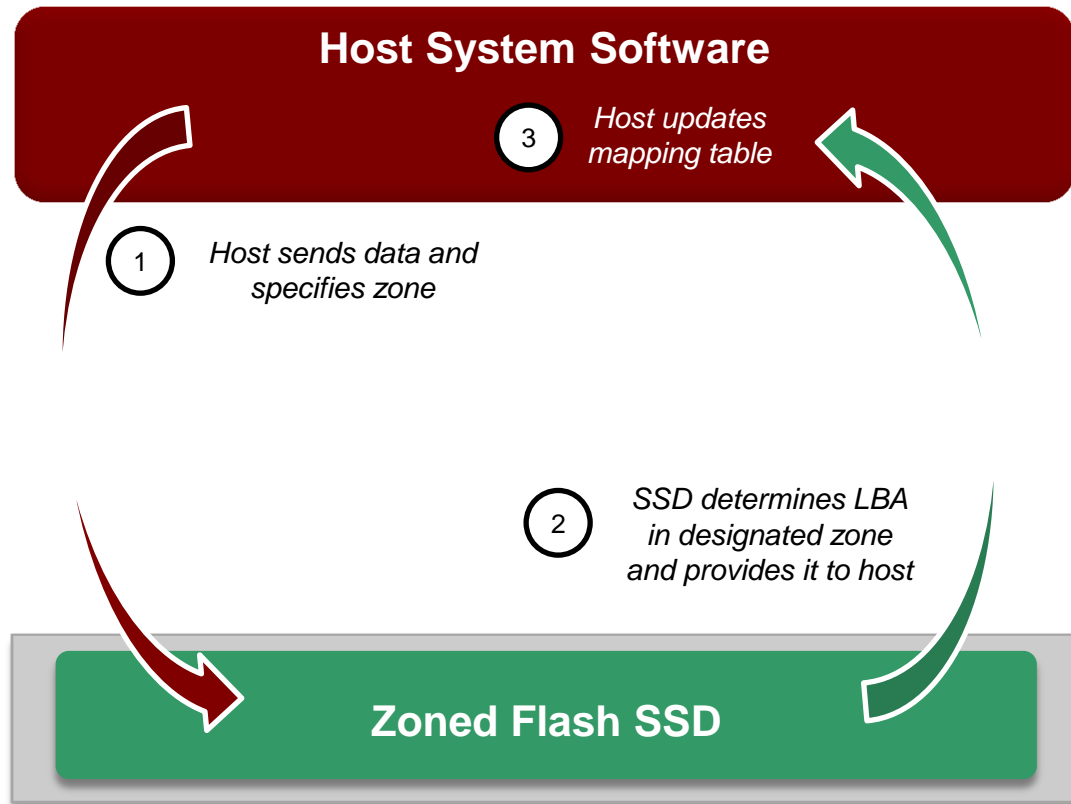 Host System Software
3
Host updates
mapping table
1
Host sends data and
specifies zone
2
SSD determines LBA
in designated zone
and provides it to host
Zoned Flash SSD